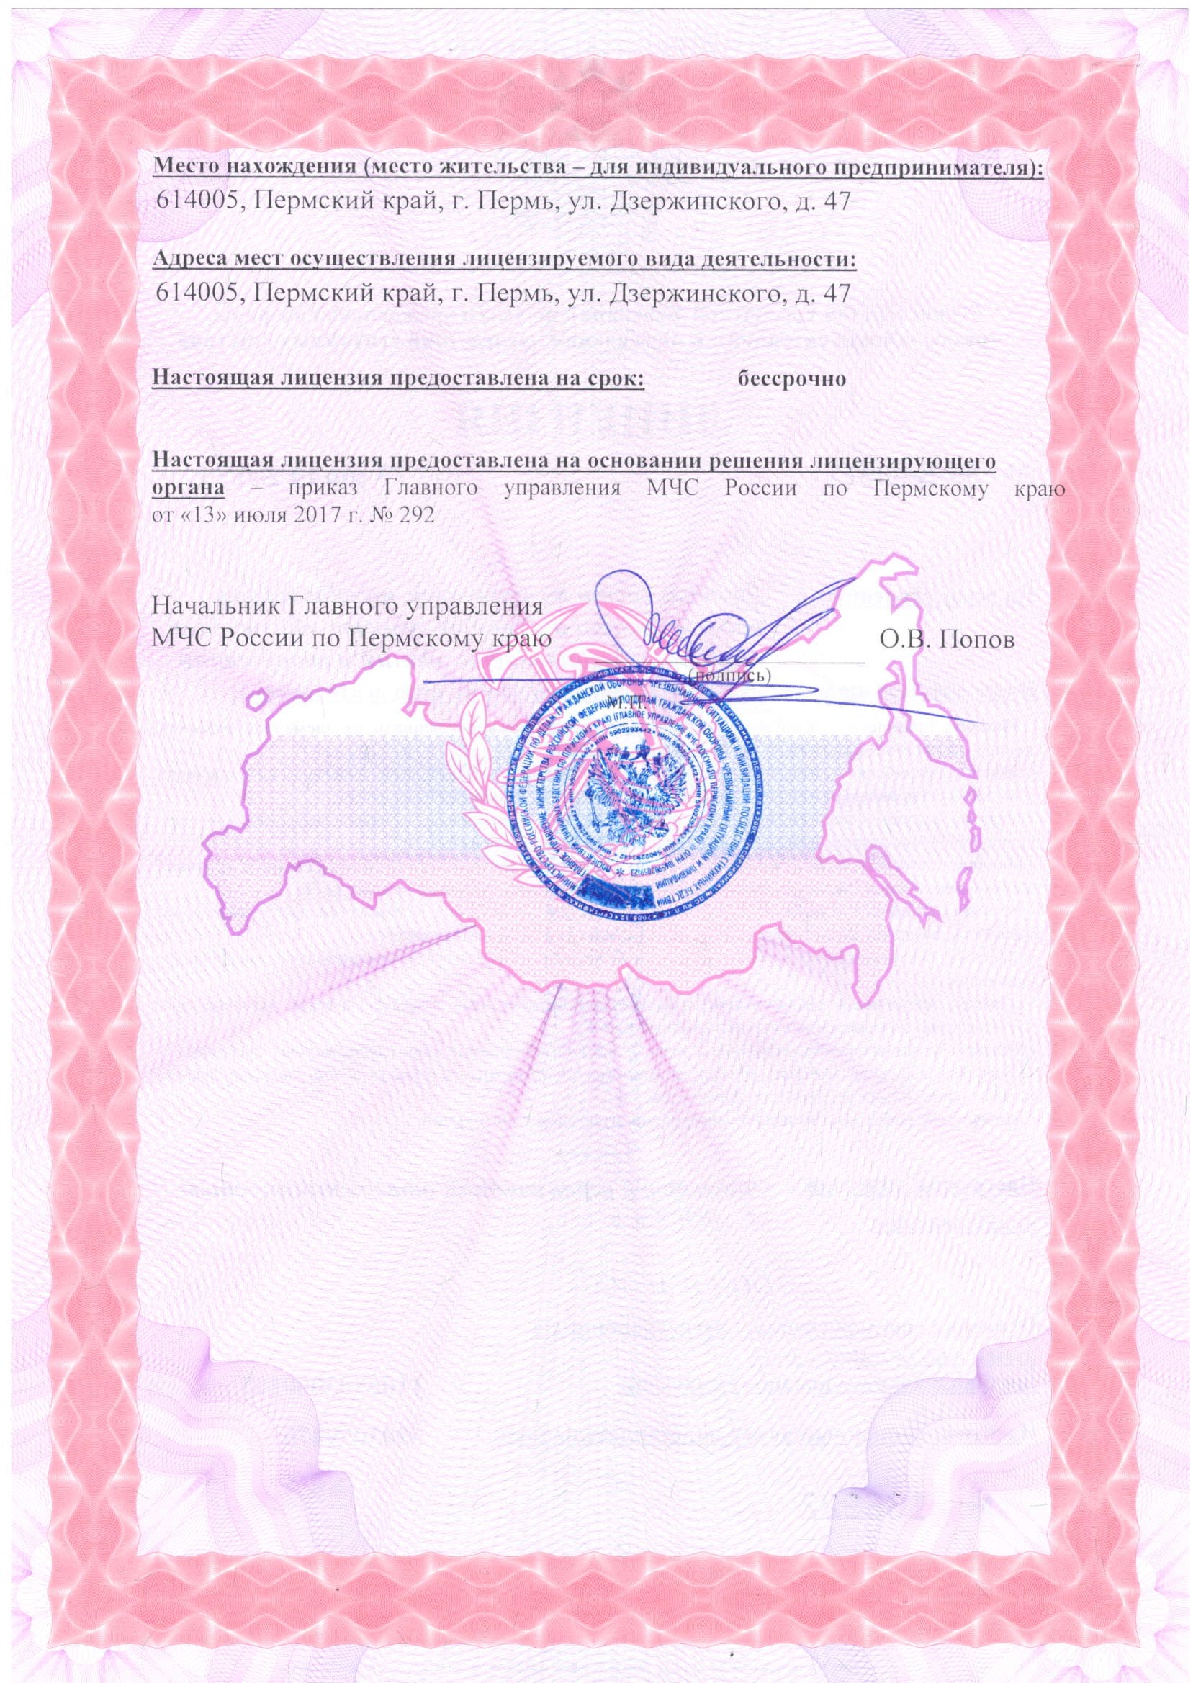 Место нахождения (место жительства – для индивидуального предпринимателя):
614005, Пермский край, г. Пермь, ул. Дзержинского, д. 47
Адреса мест осуществления лицензируемого вида деятельности:
614005, Пермский край, г. Пермь, ул. Дзержинского, д. 47
Настоящая лицензия предоставлена на срок: бессрочно
Настоящая лицензия предоставлена на основании решения лицензирующего
органа – приказ Главного управления МЧС России по Пермскому краю
от «13» июля 2017 г. № 292
Начальник Главного управления
МЧС России по Пермскому краю О.В. Попов
(подпись)
М.П.